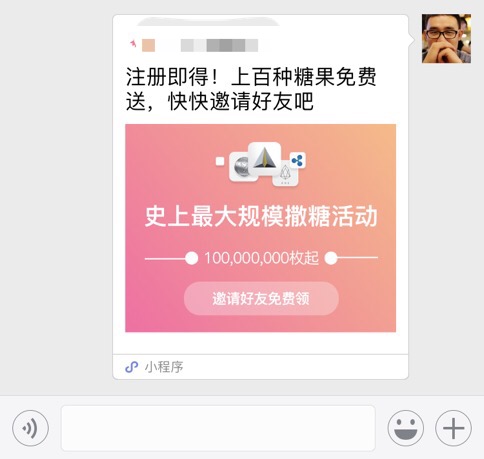 注册即得！上百种糖果免费
送，快快邀请好友吧
史上最大规模撒糖活动
100,000,000枚起
邀请好友免费领
小程序